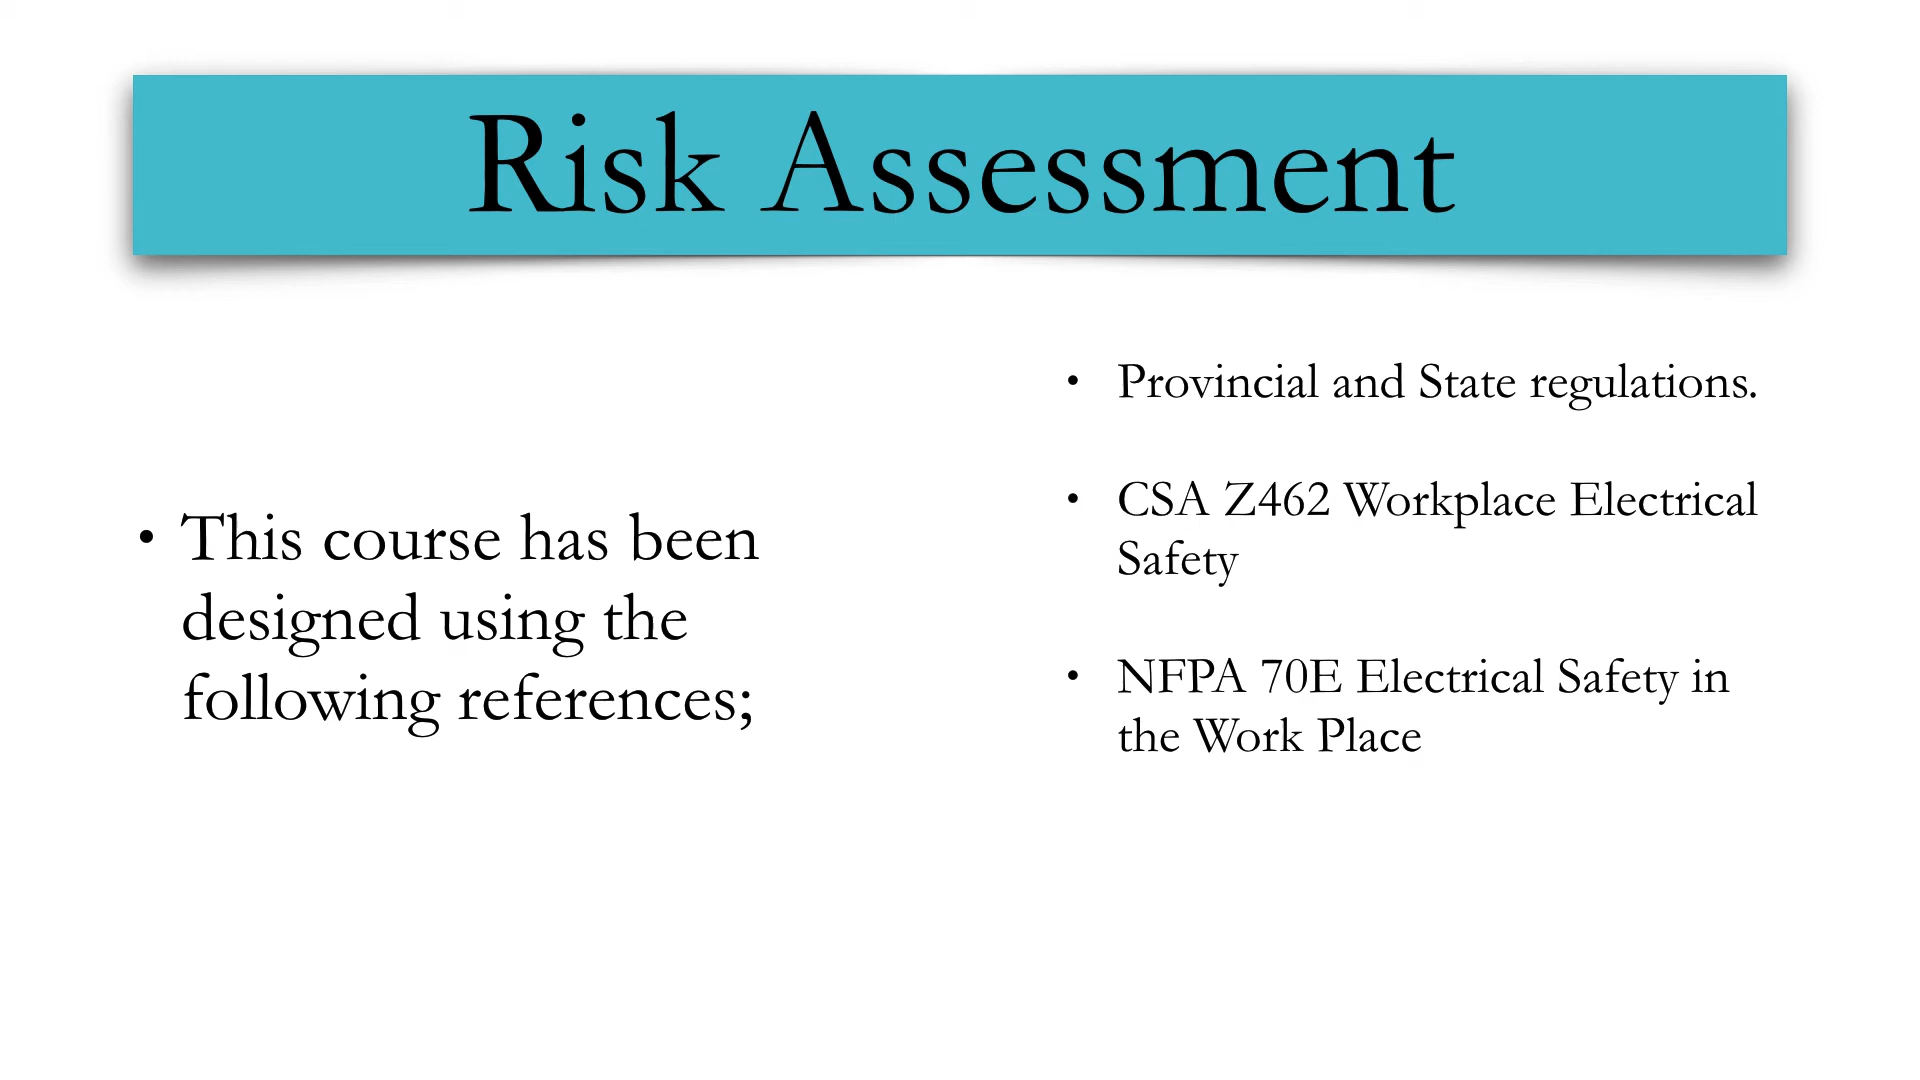 Risk Assessment
• This course has been
designed using the
following references;
• Provincial and State regulations.
• CSA Z462 Workplace Electrical
Safety
• NFPA 70E Electrical Safety in
the Work Place